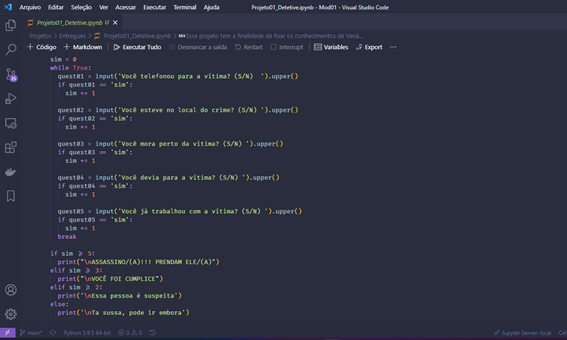 Arquivo Editar Seleção Ver Acessar Executar Terminal Ajuda Projeto01_Detetive.ipynb - Mod01 - Visual Studio Code
Projeto01_Detetive.ipynb U ×
Projetos > Entregues > Projeto01_Detetive.ipynb > M↓Esse projeto tem a finalidade de fixar os conhecimentos de Variá...
+ Código + Markdown Executar Tudo Desmarcar a saída Restart Interrupt Variables Export ...
sim = 0
while True:
quest01 = input('Você telefonou para a vítima? (S/N)  ').upper()
if quest01 == 'sim':
sim += 1
quest02 = input('Você esteve no local do crime? (S/N) ').upper()
if quest02 == 'sim':
sim += 1
quest03 = input('Você mora perto da vítima? (S/N) ').upper()
if quest03 == 'sim':
sim += 1
quest04 = input('Você devia para a vítima? (S/N) ').upper()
if quest04 == 'sim':
sim += 1
quest05 = input('Você já trabalhou com a vítima? (S/N) ').upper()
if quest05 == 'sim':
sim += 1
break
if sim >= 5:
print("\nASSASSINO/(A)!!! PRENDAM ELE/(A)")
elif sim >= 3:
print("\nVOCÊ FOI CUMPLICE")
elif sim >= 2:
print('\nEssa pessoa é suspeita')
else:
print('\nTa sussa, pode ir embora')
main* Python 3.9.5 64-bit 0 0 Jupyter Server: local